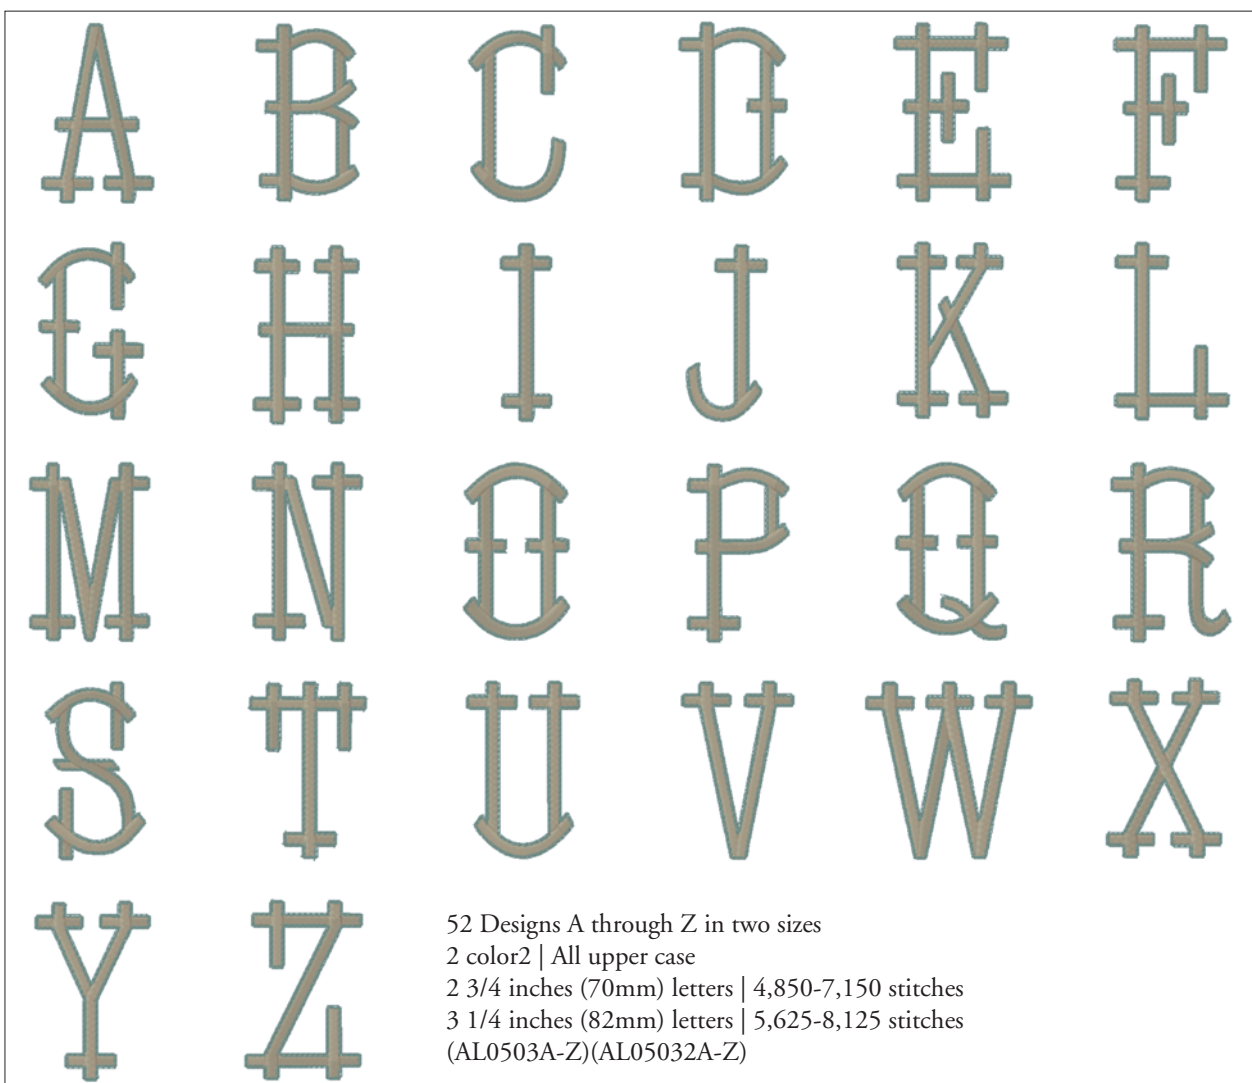 A B C D E F
G H I J K L
M N O P Q R
S T U V W X
Y Z
52 Designs A through Z in two sizes
2 color2 | All upper case
2 3/4 inches (70mm) letters | 4,850-7,150 stitches
3 1/4 inches (82mm) letters | 5,625-8,125 stitches
(AL0503A-Z)(AL05032A-Z)